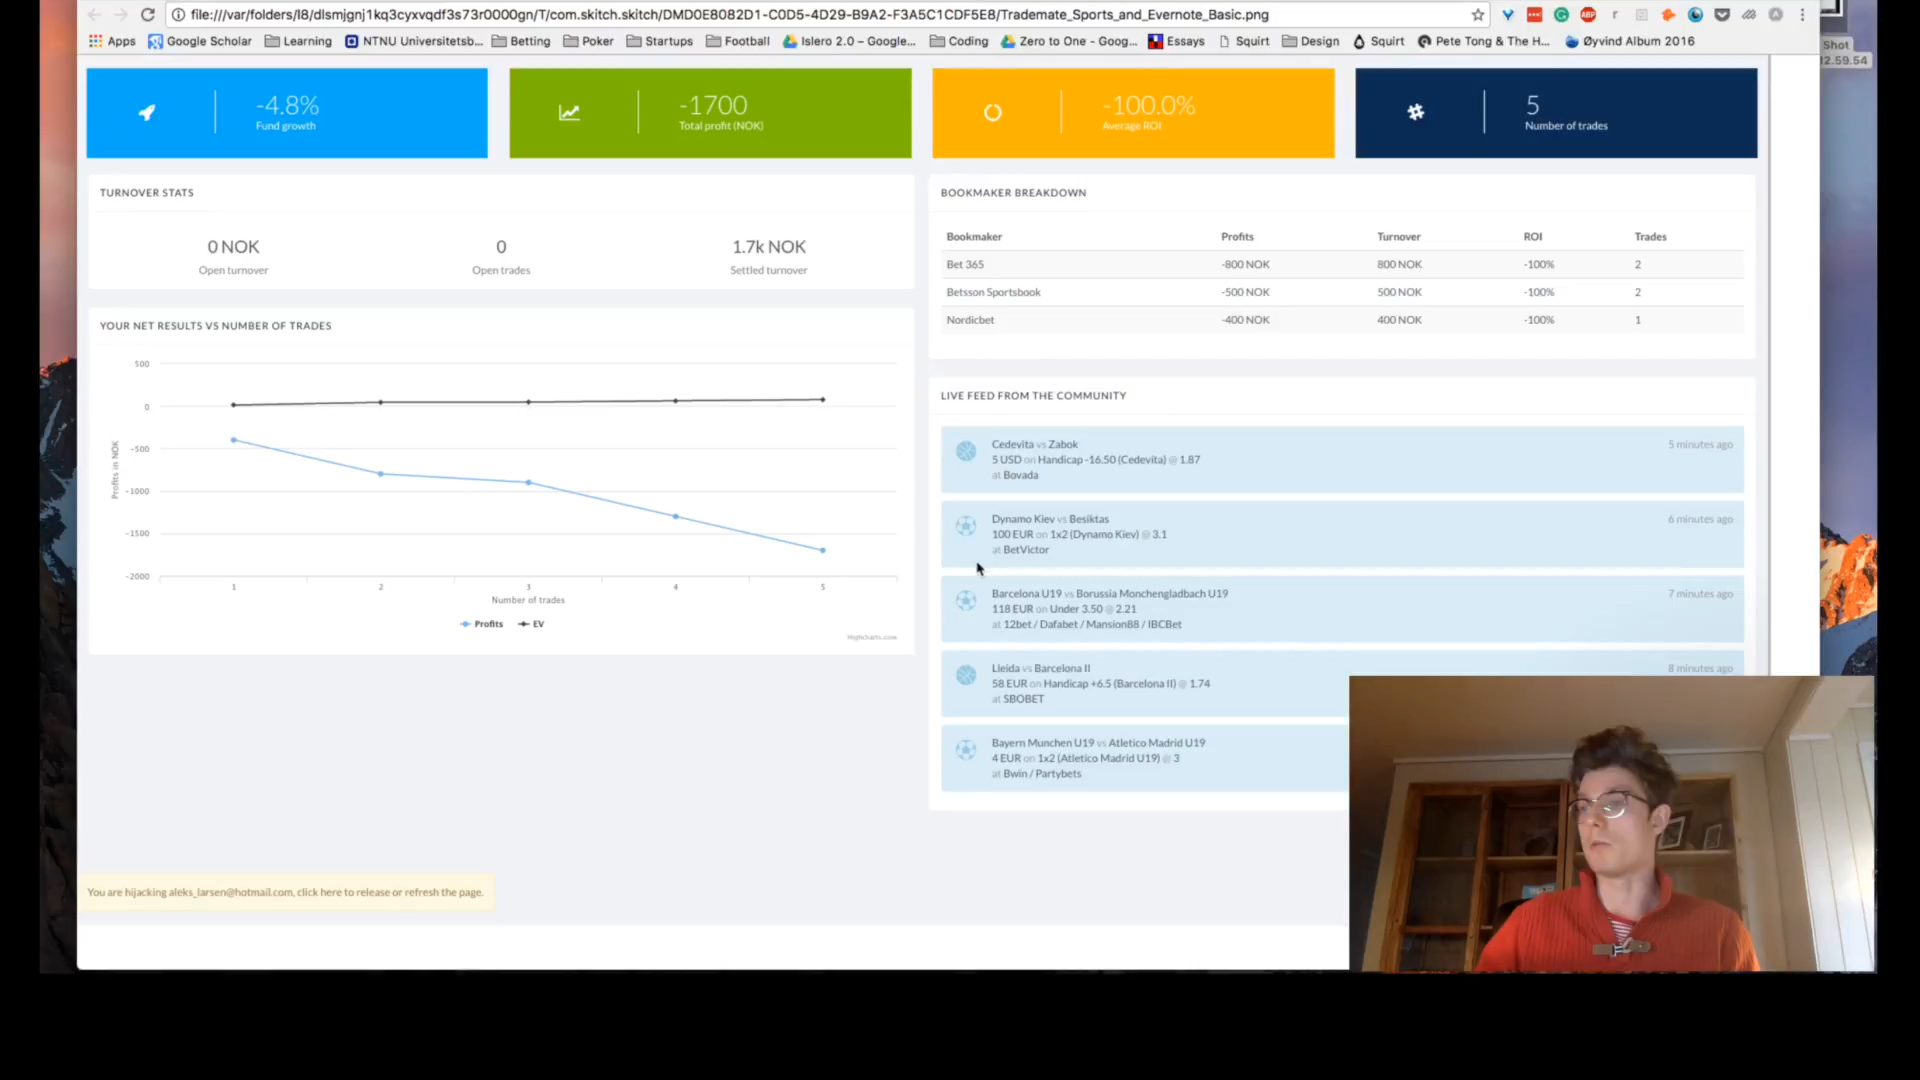 file:///var/folders/l8/dlsmjgnj1kq3cyxvqdf3s73r0000gn/T/com.skitch.skitch/DMD0E8082D1-C0D5-4D29-B9A2-F3A5C1CDF5E8/Trademate_Sports_and_Evernote_Basic.png
Apps Google Scholar Learning NTNU Universitetsb... Betting Poker Startups Football Islero 2.0 – Google... Coding Zero to One - Goog... Essays Squirt Design Squirt Pete Tong & The H... Øyvind Album 2016
Shot
12.59.54
-4.8%
Fund growth
-1700
Total profit (NOK)
-100.0%
Average ROI
5
Number of trades
TURNOVER STATS
0 NOK 0 1.7k NOK
Open turnover Open trades Settled turnover
BOOKMAKER BREAKDOWN
Bookmaker Profits Turnover ROI Trades
Bet 365 -800 NOK 800 NOK -100% 2
Betsson Sportsbook -500 NOK 500 NOK -100% 2
Nordicbet -400 NOK 400 NOK -100% 1
YOUR NET RESULTS VS NUMBER OF TRADES
Profits in NOK
500
0
-500
-1000
-1500
-2000
1 2 3 4 5
Number of trades
Profits EV
Highcharts.com
LIVE FEED FROM THE COMMUNITY
Cedevita vs Zabok 5 minutes ago
5 USD on Handicap -16.50 (Cedevita) @ 1.87
at Bovada
Dynamo Kiev vs Besiktas 6 minutes ago
100 EUR on 1x2 (Dynamo Kiev) @ 3.1
at BetVictor
Barcelona U19 vs Borussia Monchengladbach U19 7 minutes ago
118 EUR on Under 3.50 @ 2.21
at 12bet / Dafabet / Mansion88 / IBCBet
Lleida vs Barcelona II 8 minutes ago
58 EUR on Handicap +6.5 (Barcelona II) @ 1.74
at SBOBET
Bayern Munchen U19 vs Atletico Madrid U19
4 EUR on 1x2 (Atletico Madrid U19) @ 3
at Bwin / Partybets
You are hijacking aleks_larsen@hotmail.com, click here to release or refresh the page.